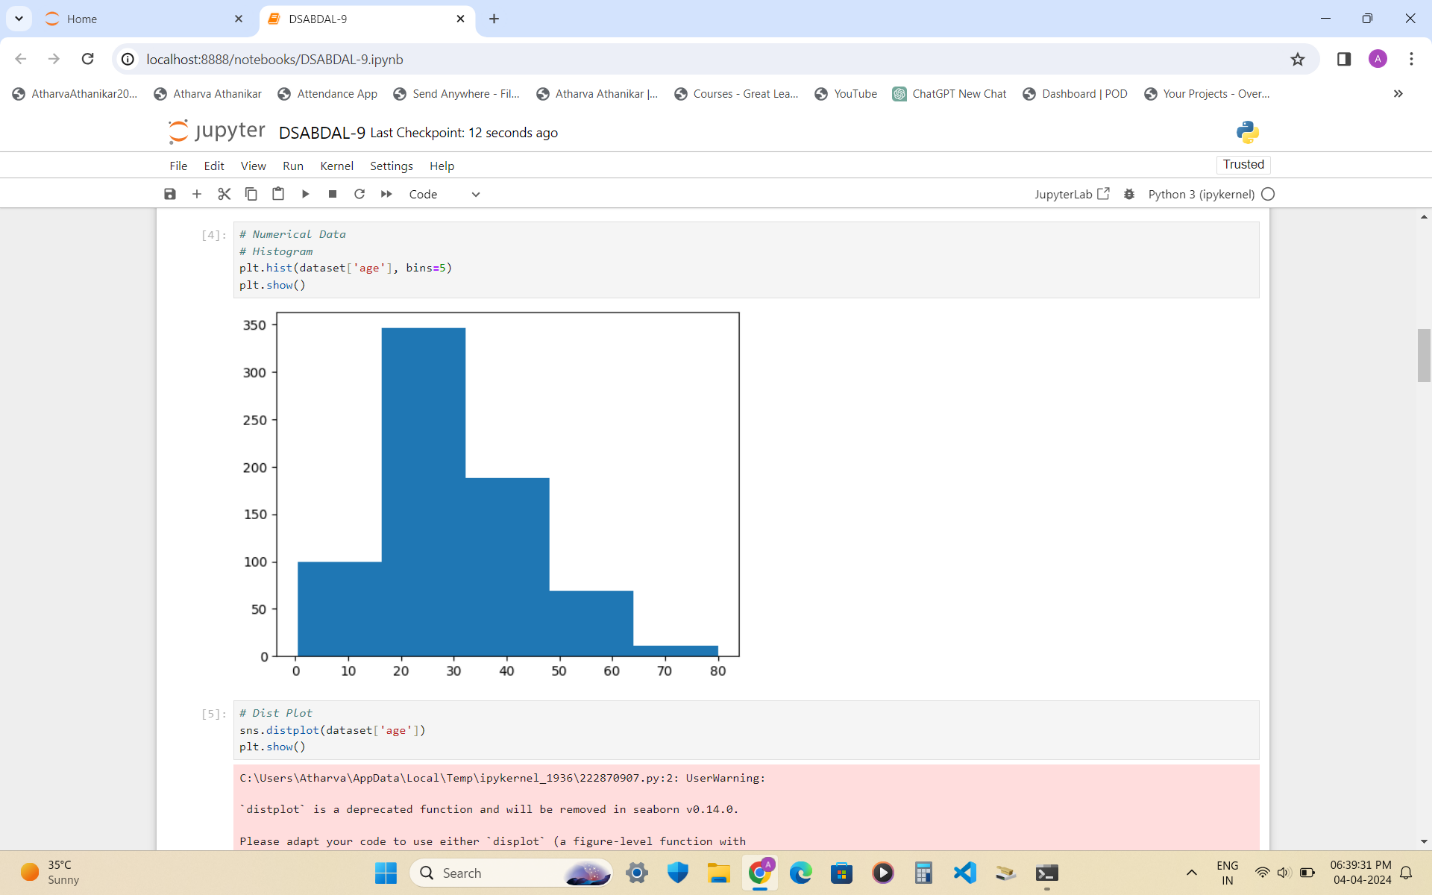 Home
DSABDAL-9
localhost:8888/notebooks/DSABDAL-9.ipynb
A
AtharvaAthanikar20...
Atharva Athanikar
Attendance App
Send Anywhere - Fil...
Atharva Athanikar |...
Courses - Great Lea...
YouTube
ChatGPT New Chat
Dashboard | POD
Your Projects - Over...
jupyter
DSABDAL-9 Last Checkpoint: 12 seconds ago
File Edit View Run Kernel Settings Help
Trusted
Code
JupyterLab
Python 3 (ipykernel)
[4]:
# Numerical Data
# Histogram
plt.hist(dataset['age'], bins=5)
plt.show()
350
300
250
200
150
100
50
0
0 10 20 30 40 50 60 70 80
[5]:
# Dist Plot
sns.distplot(dataset['age'])
plt.show()
C:\Users\Atharva\AppData\Local\Temp\ipykernel_1936\222870907.py:2: UserWarning:
`distplot` is a deprecated function and will be removed in seaborn v0.14.0.
Please adapt your code to use either `displot` (a figure-level function with
35°C
Sunny
Search
A
ENG
IN
06:39:31 PM
04-04-2024